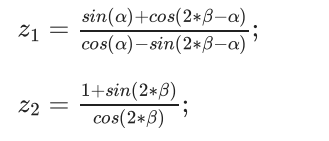 z₁ = (sin(α)+cos(2*β−α))/(cos(α)−sin(2*β−α));
z₂ = (1+sin(2*β))/(cos(2*β));